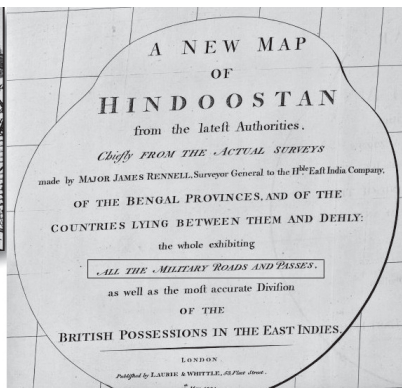 A NEW MAP
OF
HINDOOSTAN
from the lateſt Authorities.
Chiefly FROM THE ACTUAL SURVEYS
made by MAJOR JAMES RENNELL, Surveyor General to the Hble East India Company,
OF THE BENGAL PROVINCES, AND OF THE
COUNTRIES LYING BETWEEN THEM AND DEHLY:
the whole exhibiting
ALL THE MILITARY ROADS AND PASSES.
as well as the moſt accurate Diviſion
OF THE
BRITISH POSSESSIONS IN THE EAST INDIES.
LONDON.
Publiſhed by LAURIE & WHITTLE, 53, Fleet Street.